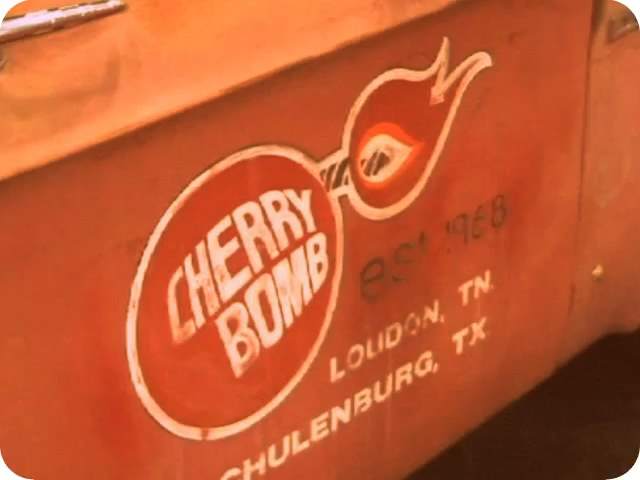 CHERRY
BOMB
EST 1968
LOUDON, TN.
CHULENBURG, TX.